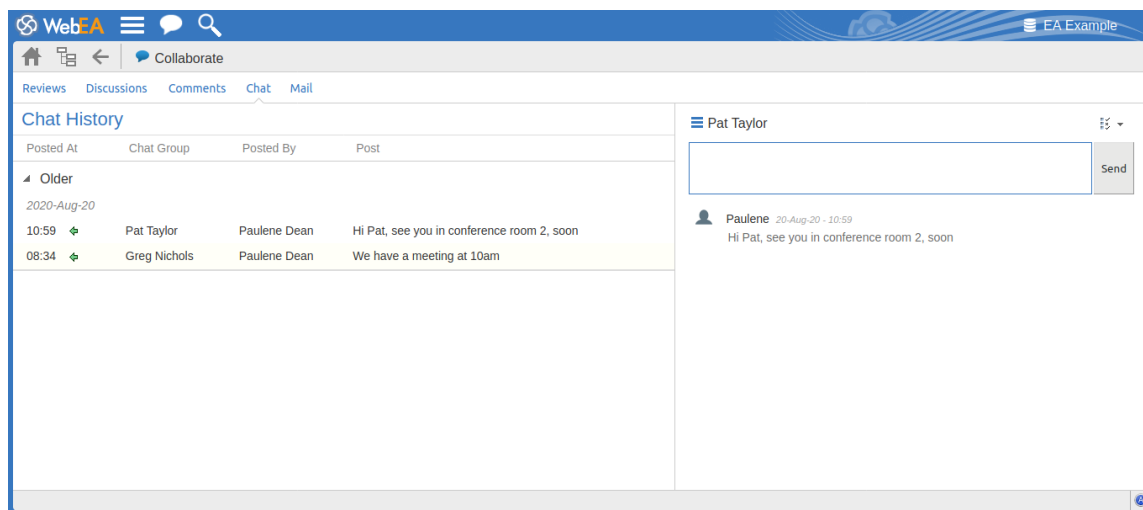 WebEA
EA Example
Collaborate
Reviews Discussions Comments Chat Mail
Chat History
Posted At Chat Group Posted By Post
Older
2020-Aug-20
10:59 Pat Taylor Paulene Dean Hi Pat, see you in conference room 2, soon
08:34 Greg Nichols Paulene Dean We have a meeting at 10am
Pat Taylor
Send
Paulene 20-Aug-20 - 10:59
Hi Pat, see you in conference room 2, soon